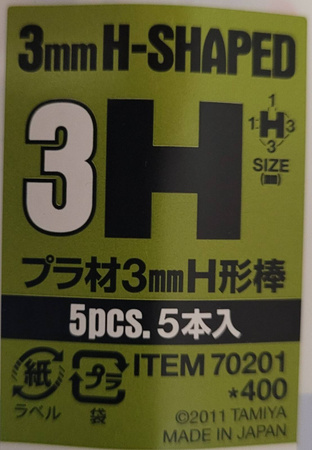 3mm H-SHAPED
3H
1
1 H 3
3
SIZE
(mm)
プラ材3mmH形棒
5pcs. 5本入
紙 プラ ITEM 70201
ラベル 袋 *400
©2011 TAMIYA
MADE IN JAPAN